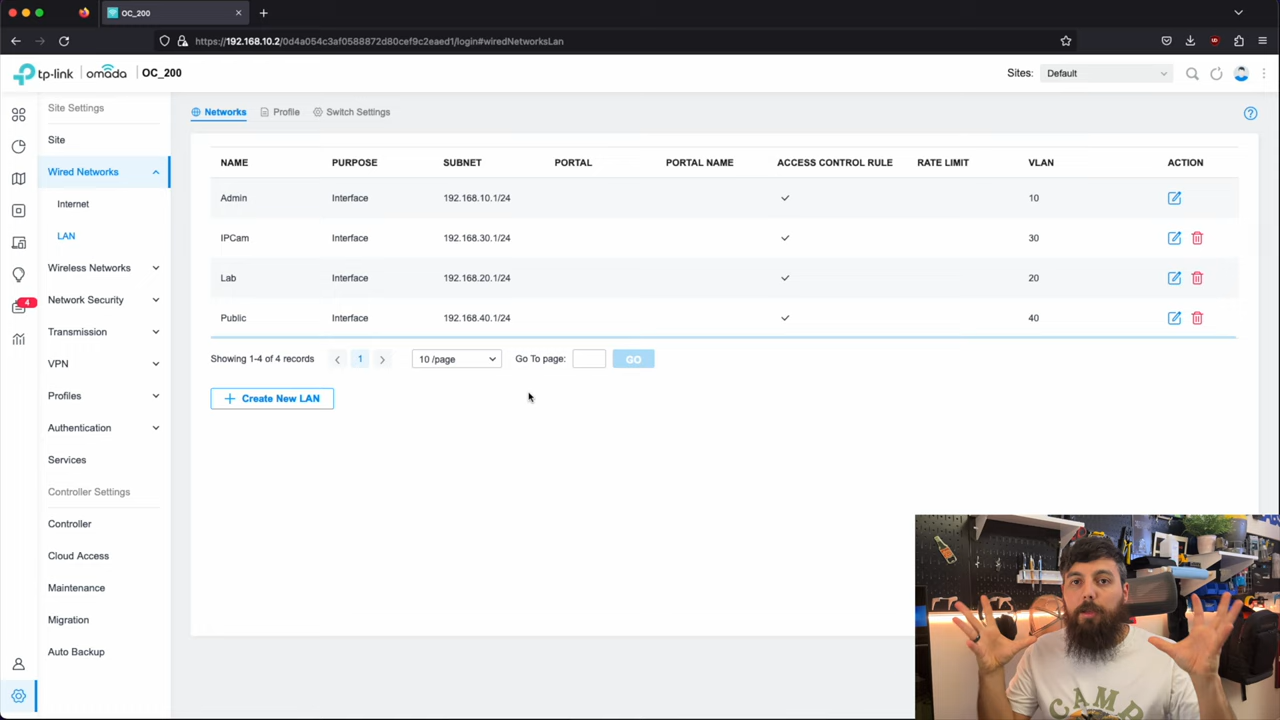 OC_200
https://192.168.10.2/0d4a054c3af0588872d80cef9c2eaed1/login#wiredNetworksLan
tp-link omada OC_200 Sites: Default
Site Settings
Site
Wired Networks
Internet
LAN
Wireless Networks
Network Security
4
Transmission
VPN
Profiles
Authentication
Services
Controller Settings
Controller
Cloud Access
Maintenance
Migration
Auto Backup
Networks Profile Switch Settings
NAME PURPOSE SUBNET PORTAL PORTAL NAME ACCESS CONTROL RULE RATE LIMIT VLAN ACTION
Admin Interface 192.168.10.1/24 10
IPCam Interface 192.168.30.1/24 30
Lab Interface 192.168.20.1/24 20
Public Interface 192.168.40.1/24 40
Showing 1-4 of 4 records 1 10 /page Go To page: GO
Create New LAN
CAMP